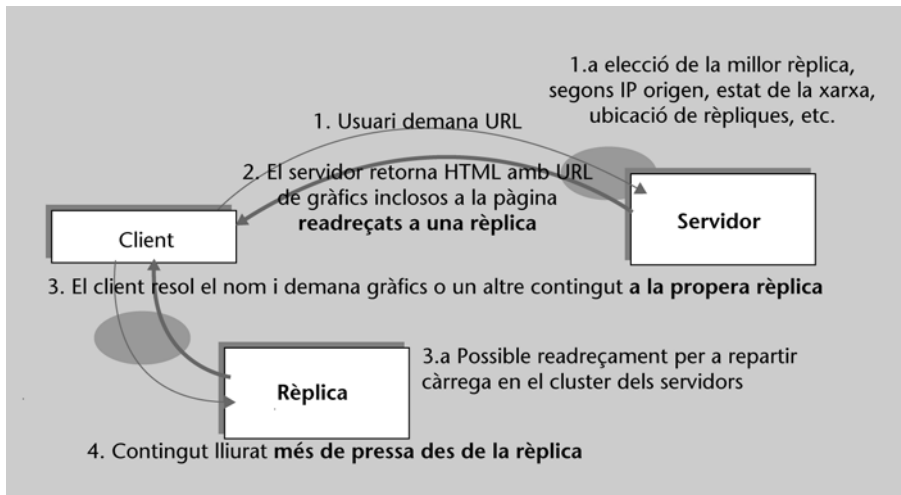 1.a elecció de la millor rèplica,
segons IP origen, estat de la xarxa,
ubicació de rèpliques, etc.
1. Usuari demana URL
2. El servidor retorna HTML amb URL
de gràfics inclosos a la pàgina
readreçats a una rèplica
Servidor
Client
3. El client resol el nom i demana gràfics o un altre contingut a la propera rèplica
3.a Possible readreçament per a repartir
càrrega en el cluster dels servidors
Rèplica
4. Contingut lliurat més de pressa des de la rèplica